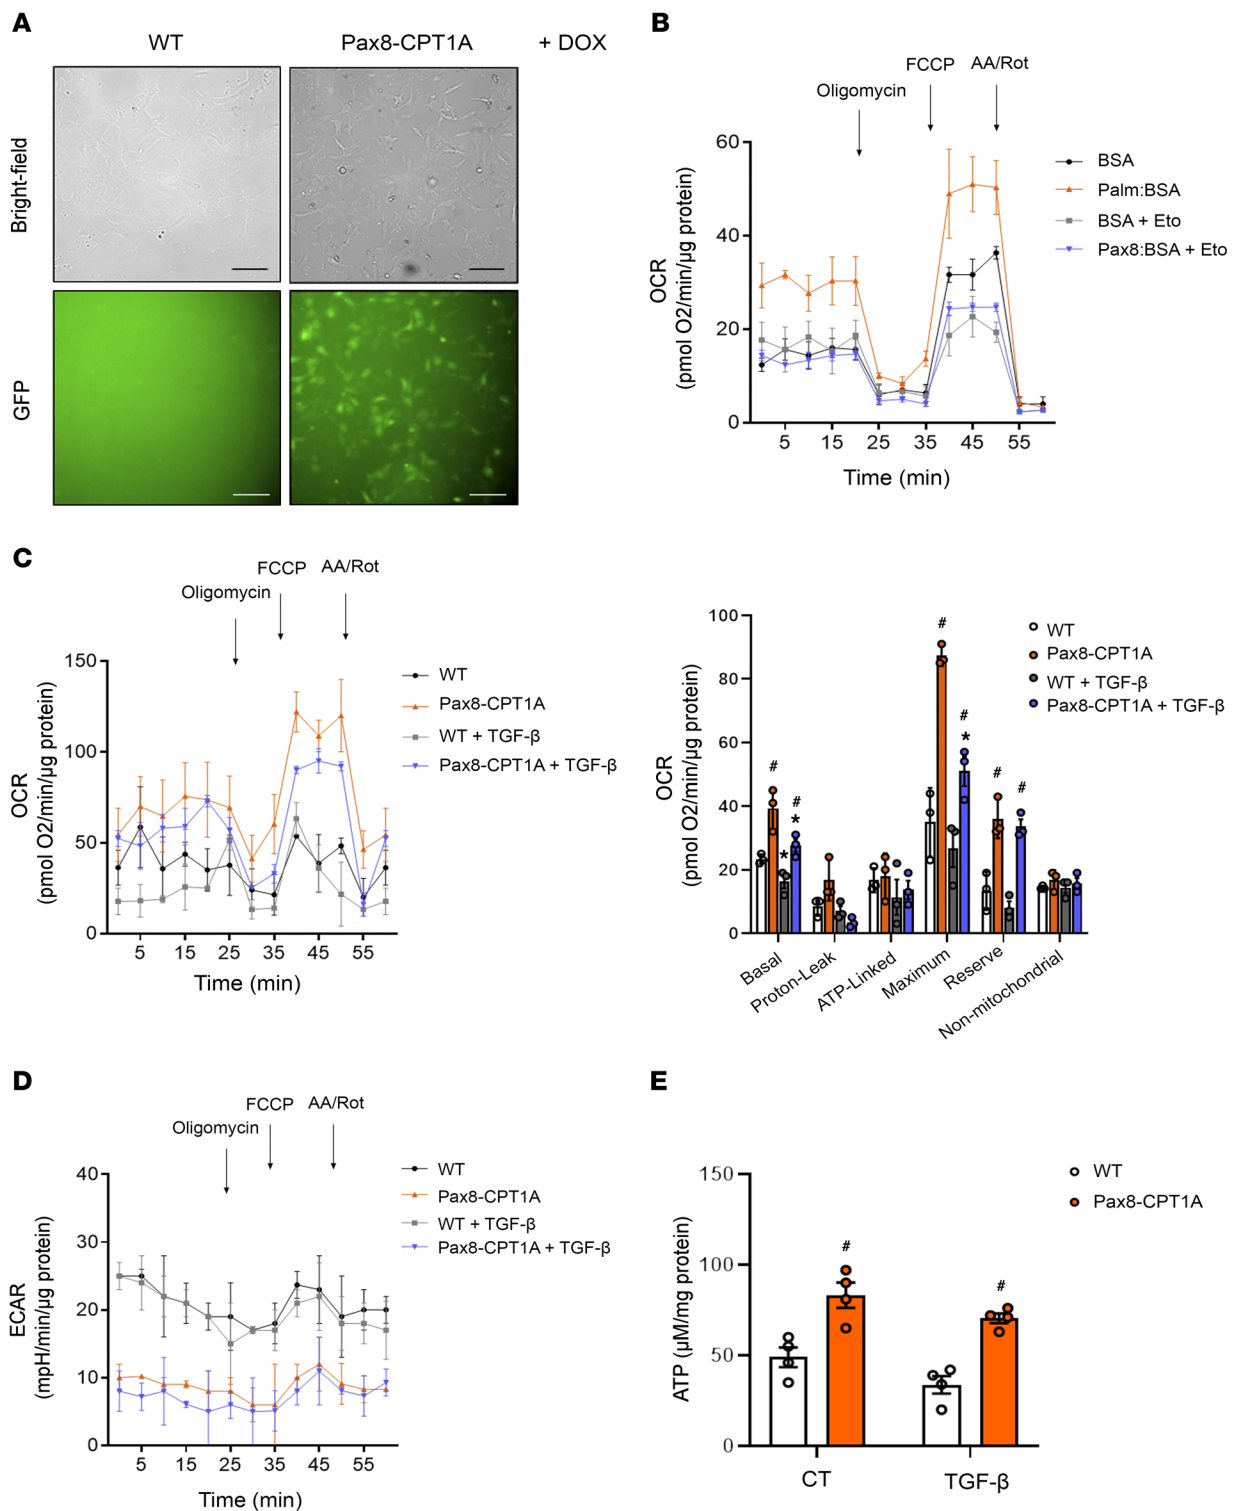 A
WT
Pax8-CPT1A
+ DOX
Bright-field
GFP
B
Oligomycin
FCCP
AA/Rot
OCR
(pmol O2/min/µg protein)
60
40
20
0
5
15
25
35
45
55
Time (min)
BSA
Palm:BSA
BSA + Eto
Pax8:BSA + Eto
C
Oligomycin
FCCP
AA/Rot
OCR
(pmol O2/min/µg protein)
150
100
50
0
5
15
25
35
45
55
Time (min)
WT
Pax8-CPT1A
WT + TGF-β
Pax8-CPT1A + TGF-β
OCR
(pmol O2/min/µg protein)
100
80
60
40
20
0
#
*
#
*
#
#
*
#
#
Basal
Proton-Leak
ATP-Linked
Maximum
Reserve
Non-mitochondrial
WT
Pax8-CPT1A
WT + TGF-β
Pax8-CPT1A + TGF-β
D
Oligomycin
FCCP
AA/Rot
ECAR
(mpH/min/µg protein)
40
30
20
10
0
5
15
25
35
45
55
Time (min)
WT
Pax8-CPT1A
WT + TGF-β
Pax8-CPT1A + TGF-β
E
ATP (µM/mg protein)
150
100
50
0
#
#
CT
TGF-β
WT
Pax8-CPT1A